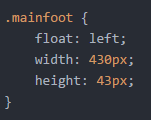 .mainfoot {
    float: left;
    width: 430px;
    height: 43px;
}